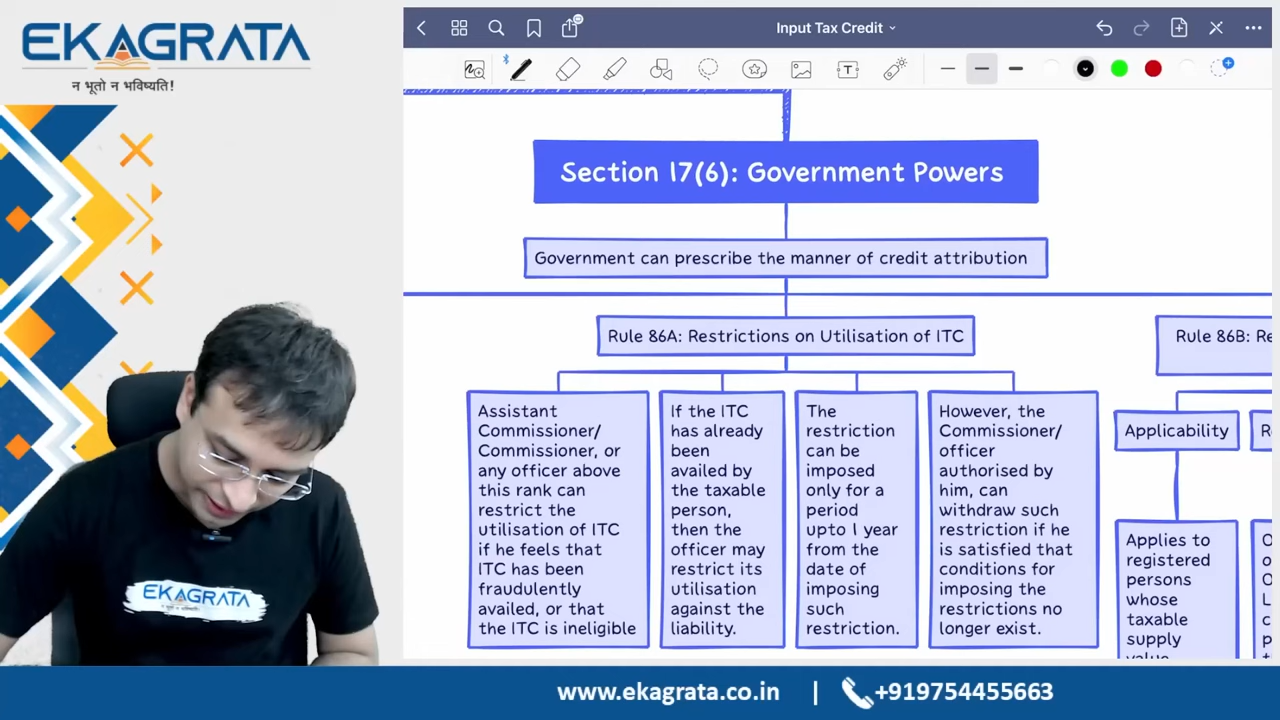 EKAGRATA
न भूतो न भविष्यति!
Input Tax Credit
Section 17(6): Government Powers
Government can prescribe the manner of credit attribution
Rule 86A: Restrictions on Utilisation of ITC
Rule 86B: Re
Assistant
Commissioner/
Commissioner, or
any officer above
this rank can
restrict the
utilisation of ITC
if he feels that
ITC has been
fraudulently
availed, or that
the ITC is ineligible
If the ITC
has already
been
availed by
the taxable
person,
then the
officer may
restrict its
utilisation
against the
liability.
The
restriction
can be
imposed
only for a
period
upto 1 year
from the
date of
imposing
such
restriction.
However, the
Commissioner/
officer
authorised by
him, can
withdraw such
restriction if he
is satisfied that
conditions for
imposing the
restrictions no
longer exist.
Applicability
Applies to
registered
persons
whose
taxable
supply
value
EKAGRATA
www.ekagrata.co.in | +919754455663